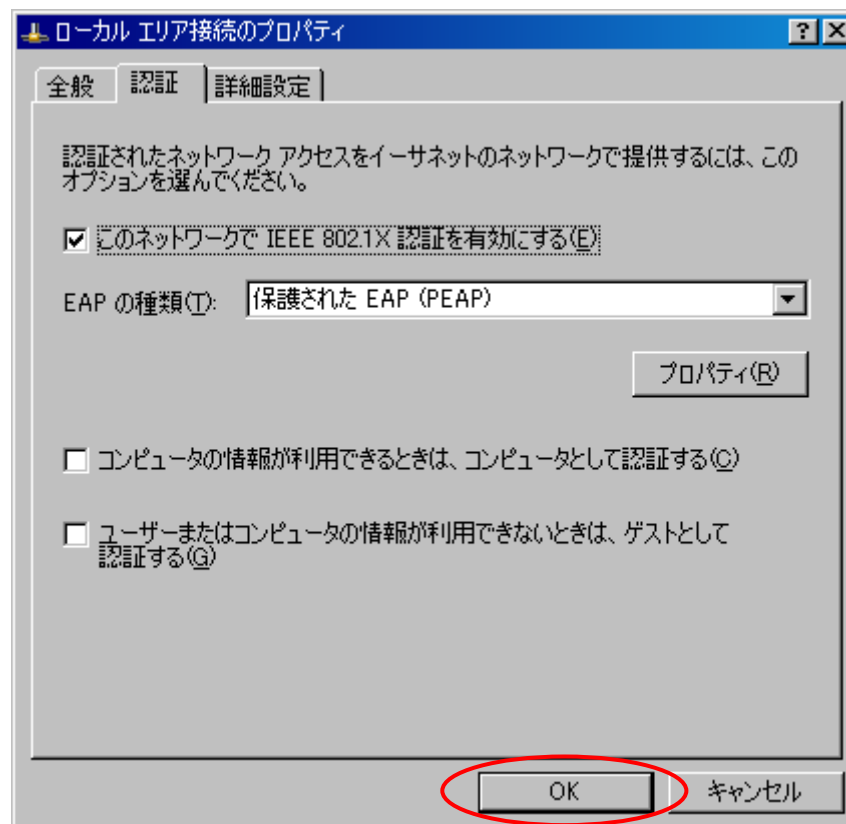 ローカル エリア接続のプロパティ
全般 認証 詳細設定
認証されたネットワーク アクセスをイーサネットのネットワークで提供するには、この
オプションを選んでください。
このネットワークで IEEE 802.1X 認証を有効にする(E)
EAP の種類(T): 保護された EAP (PEAP)
プロパティ(R)
コンピュータの情報が利用できるときは、コンピュータとして認証する(C)
ユーザーまたはコンピュータの情報が利用できないときは、ゲストとして
認証する(G)
OK キャンセル